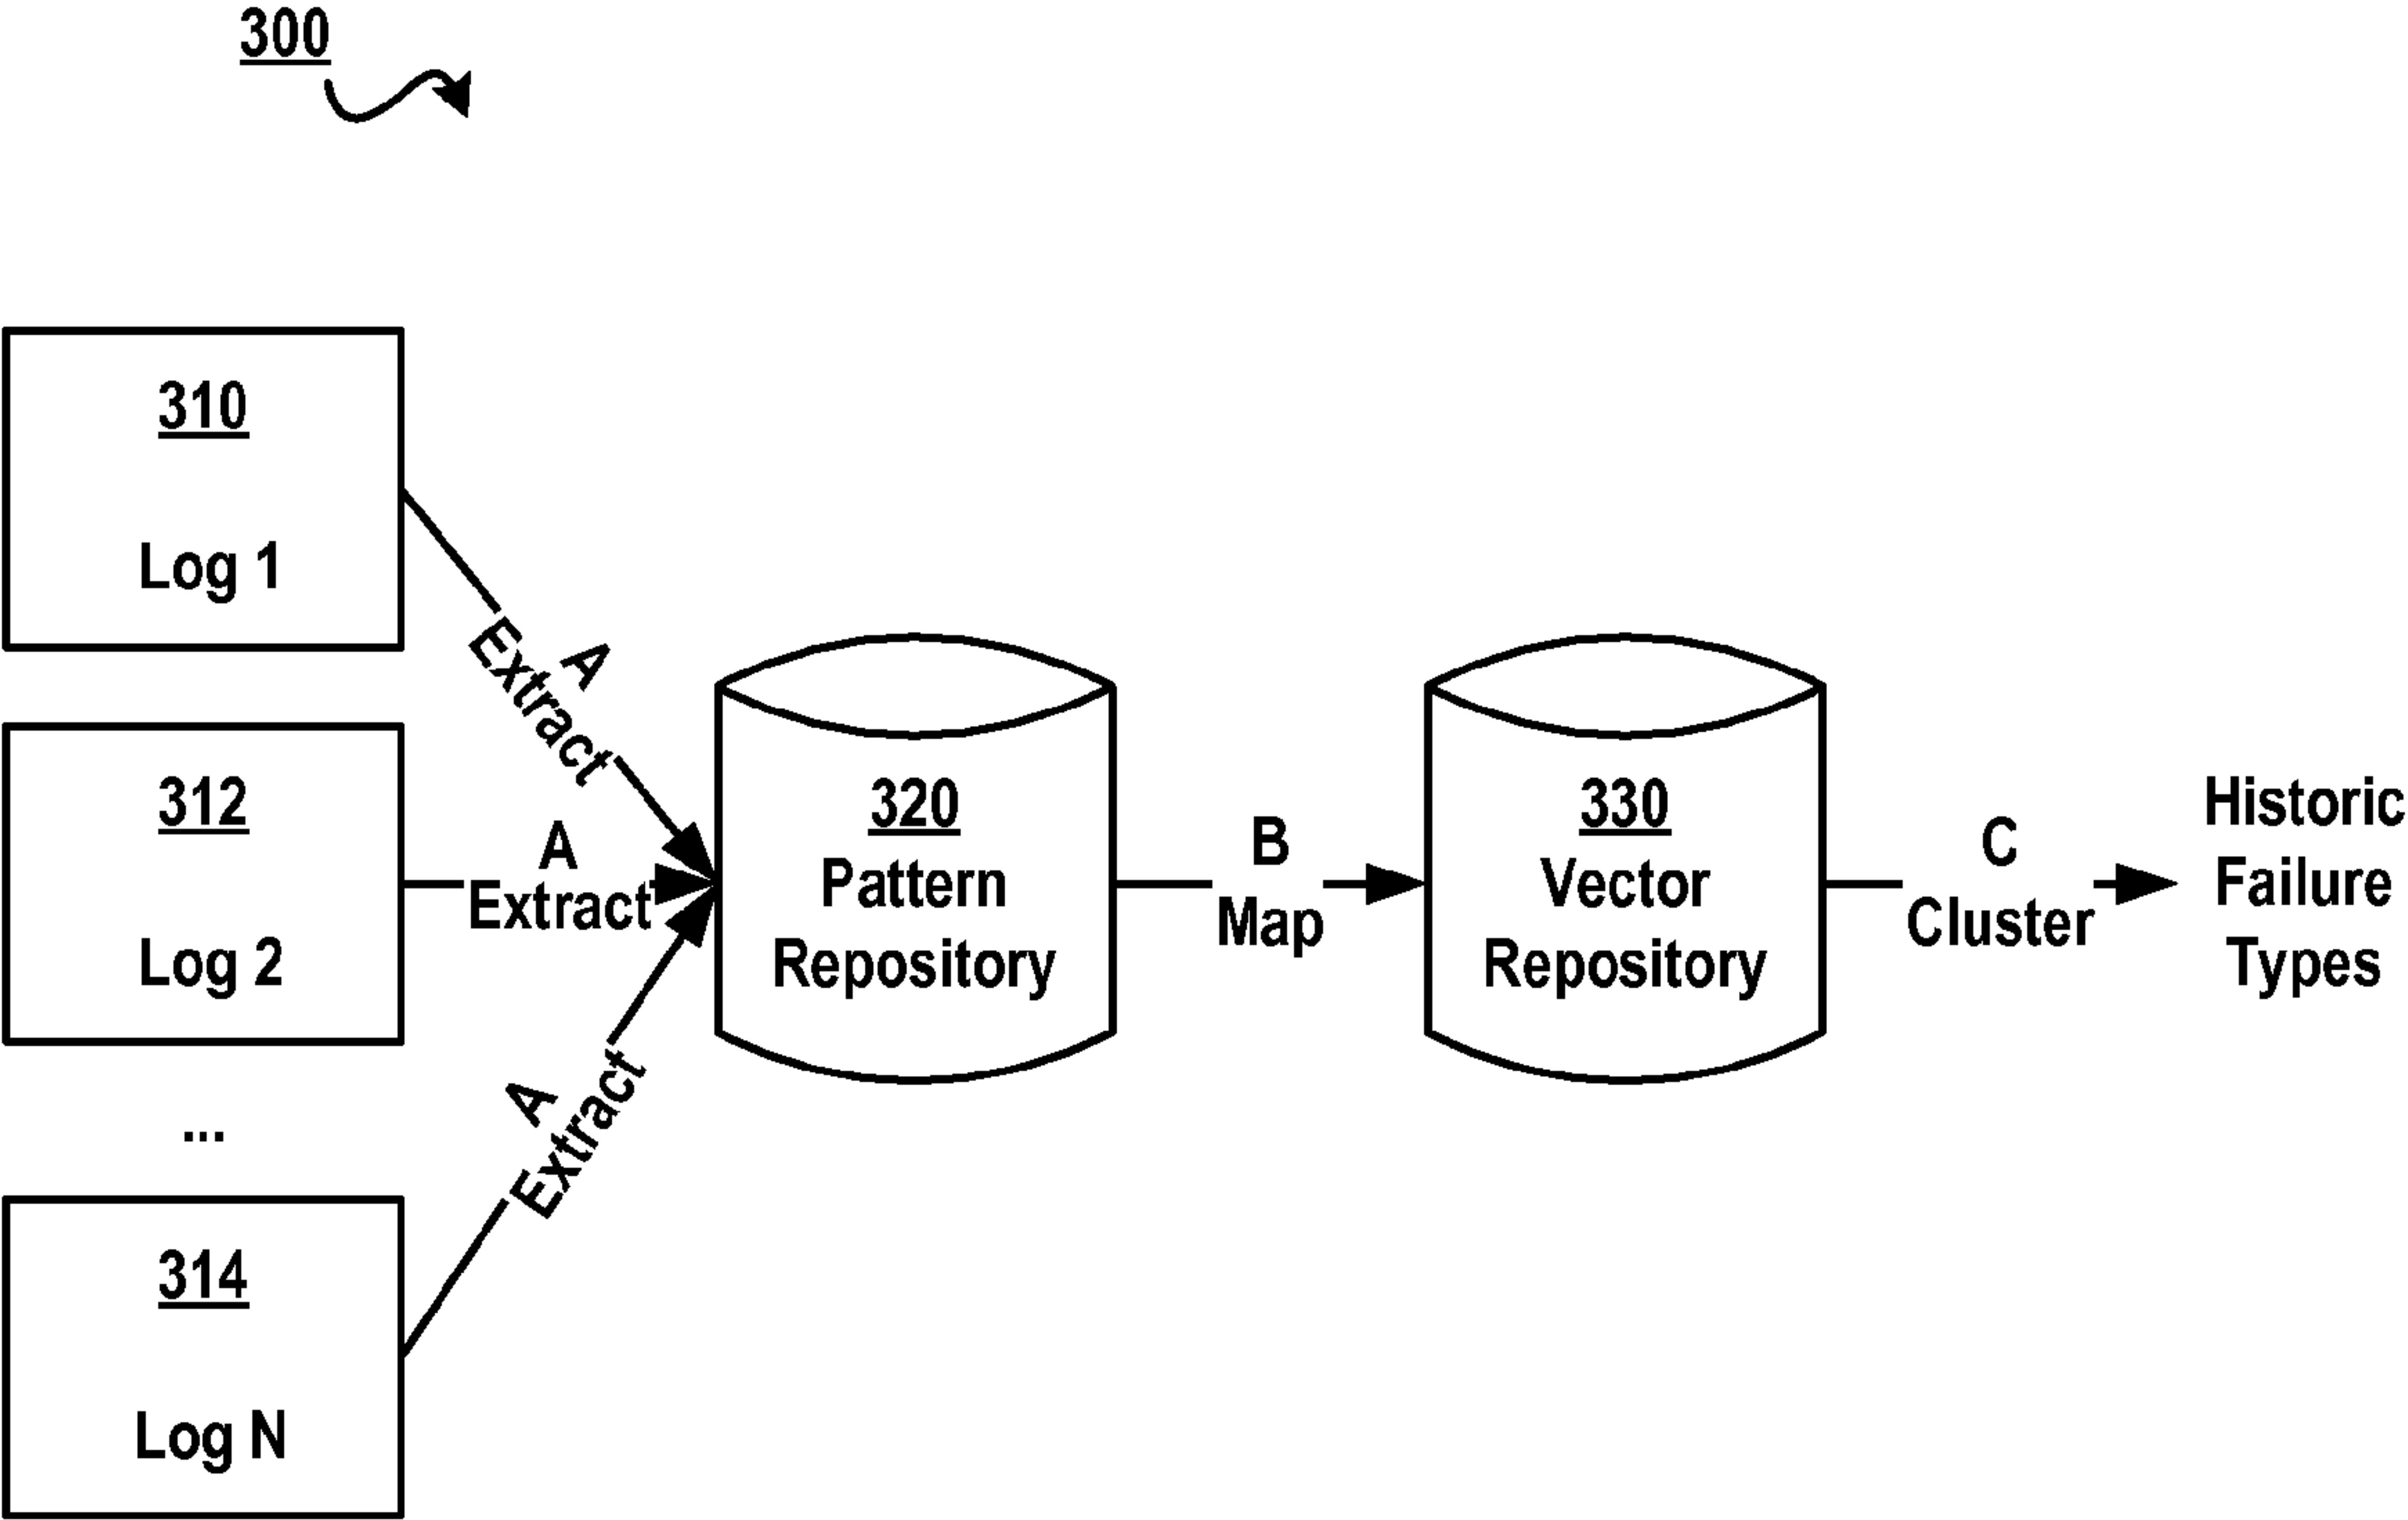 300
310
Log 1
A
Extract
312
Log 2
A
Extract
...
314
Log N
A
Extract
320
Pattern
Repository
B
Map
330
Vector
Repository
C
Cluster
Historic
Failure
Types